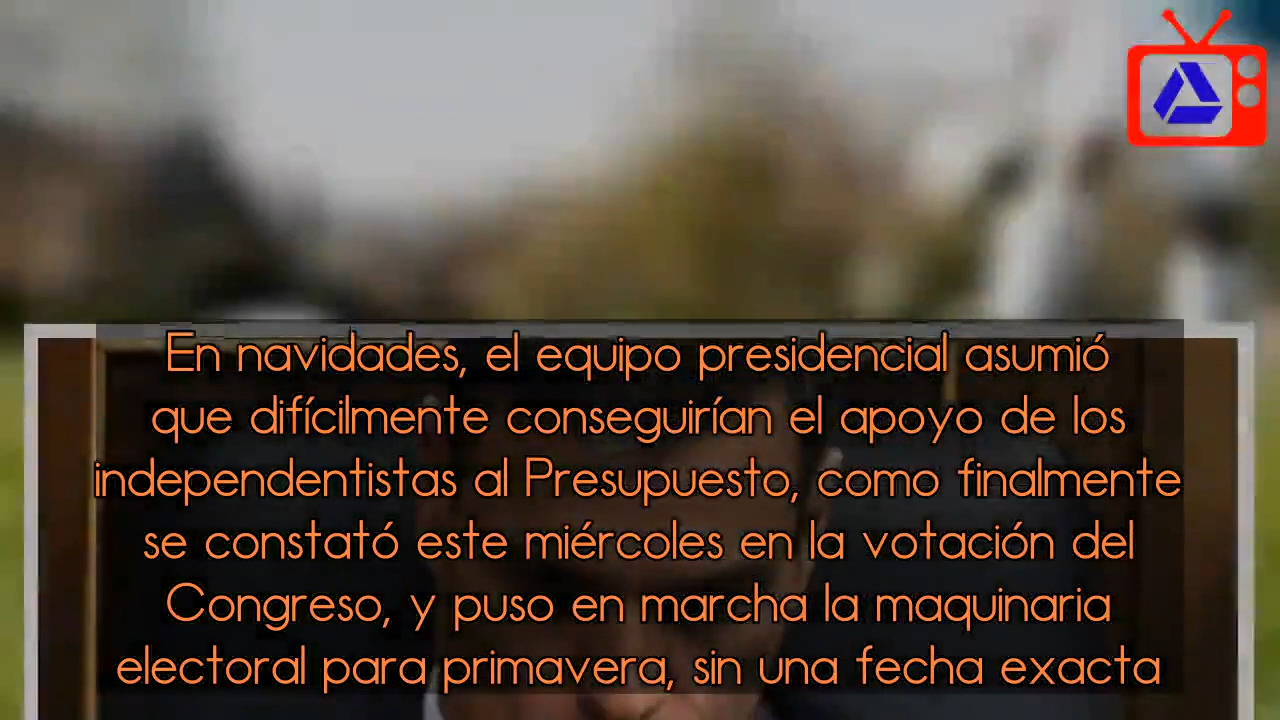 En navidades, el equipo presidencial asumió
que difícilmente conseguirían el apoyo de los
independentistas al Presupuesto, como finalmente
se constató este miércoles en la votación del
Congreso, y puso en marcha la maquinaria
electoral para primavera, sin una fecha exacta